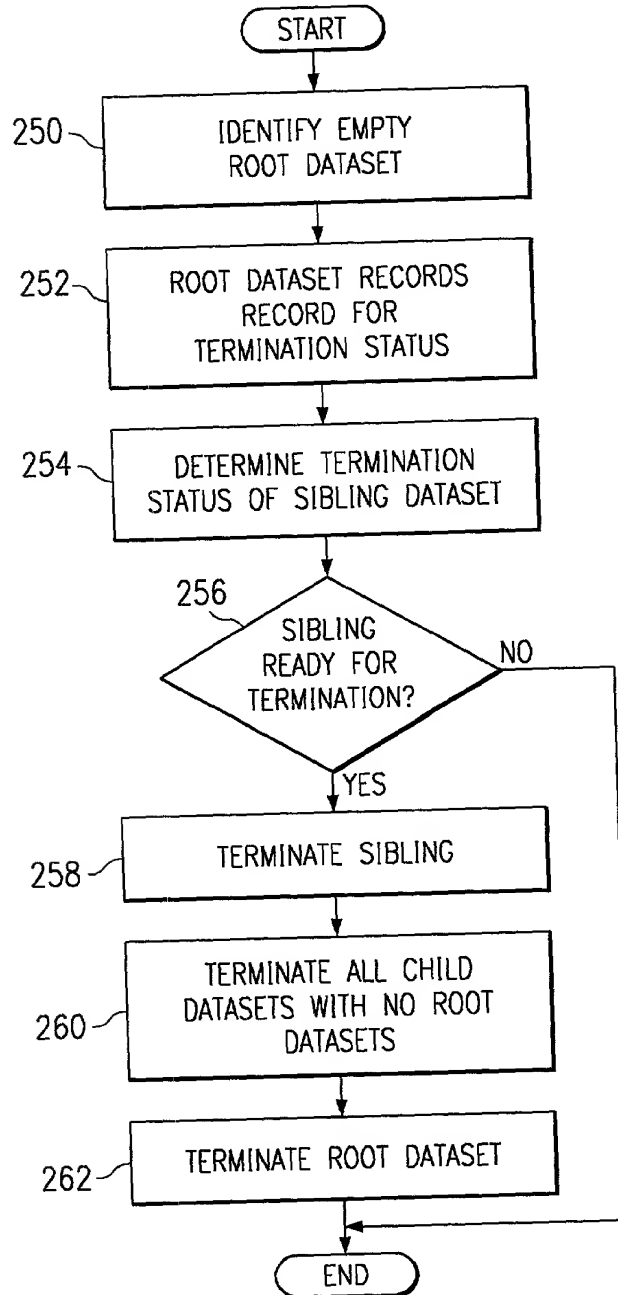 START
250
IDENTIFY EMPTY
ROOT DATASET
252
ROOT DATASET RECORDS
RECORD FOR
TERMINATION STATUS
254
DETERMINE TERMINATION
STATUS OF SIBLING DATASET
256
SIBLING
READY FOR
TERMINATION?
NO
YES
258
TERMINATE SIBLING
260
TERMINATE ALL CHILD
DATASETS WITH NO ROOT
DATASETS
262
TERMINATE ROOT DATASET
END